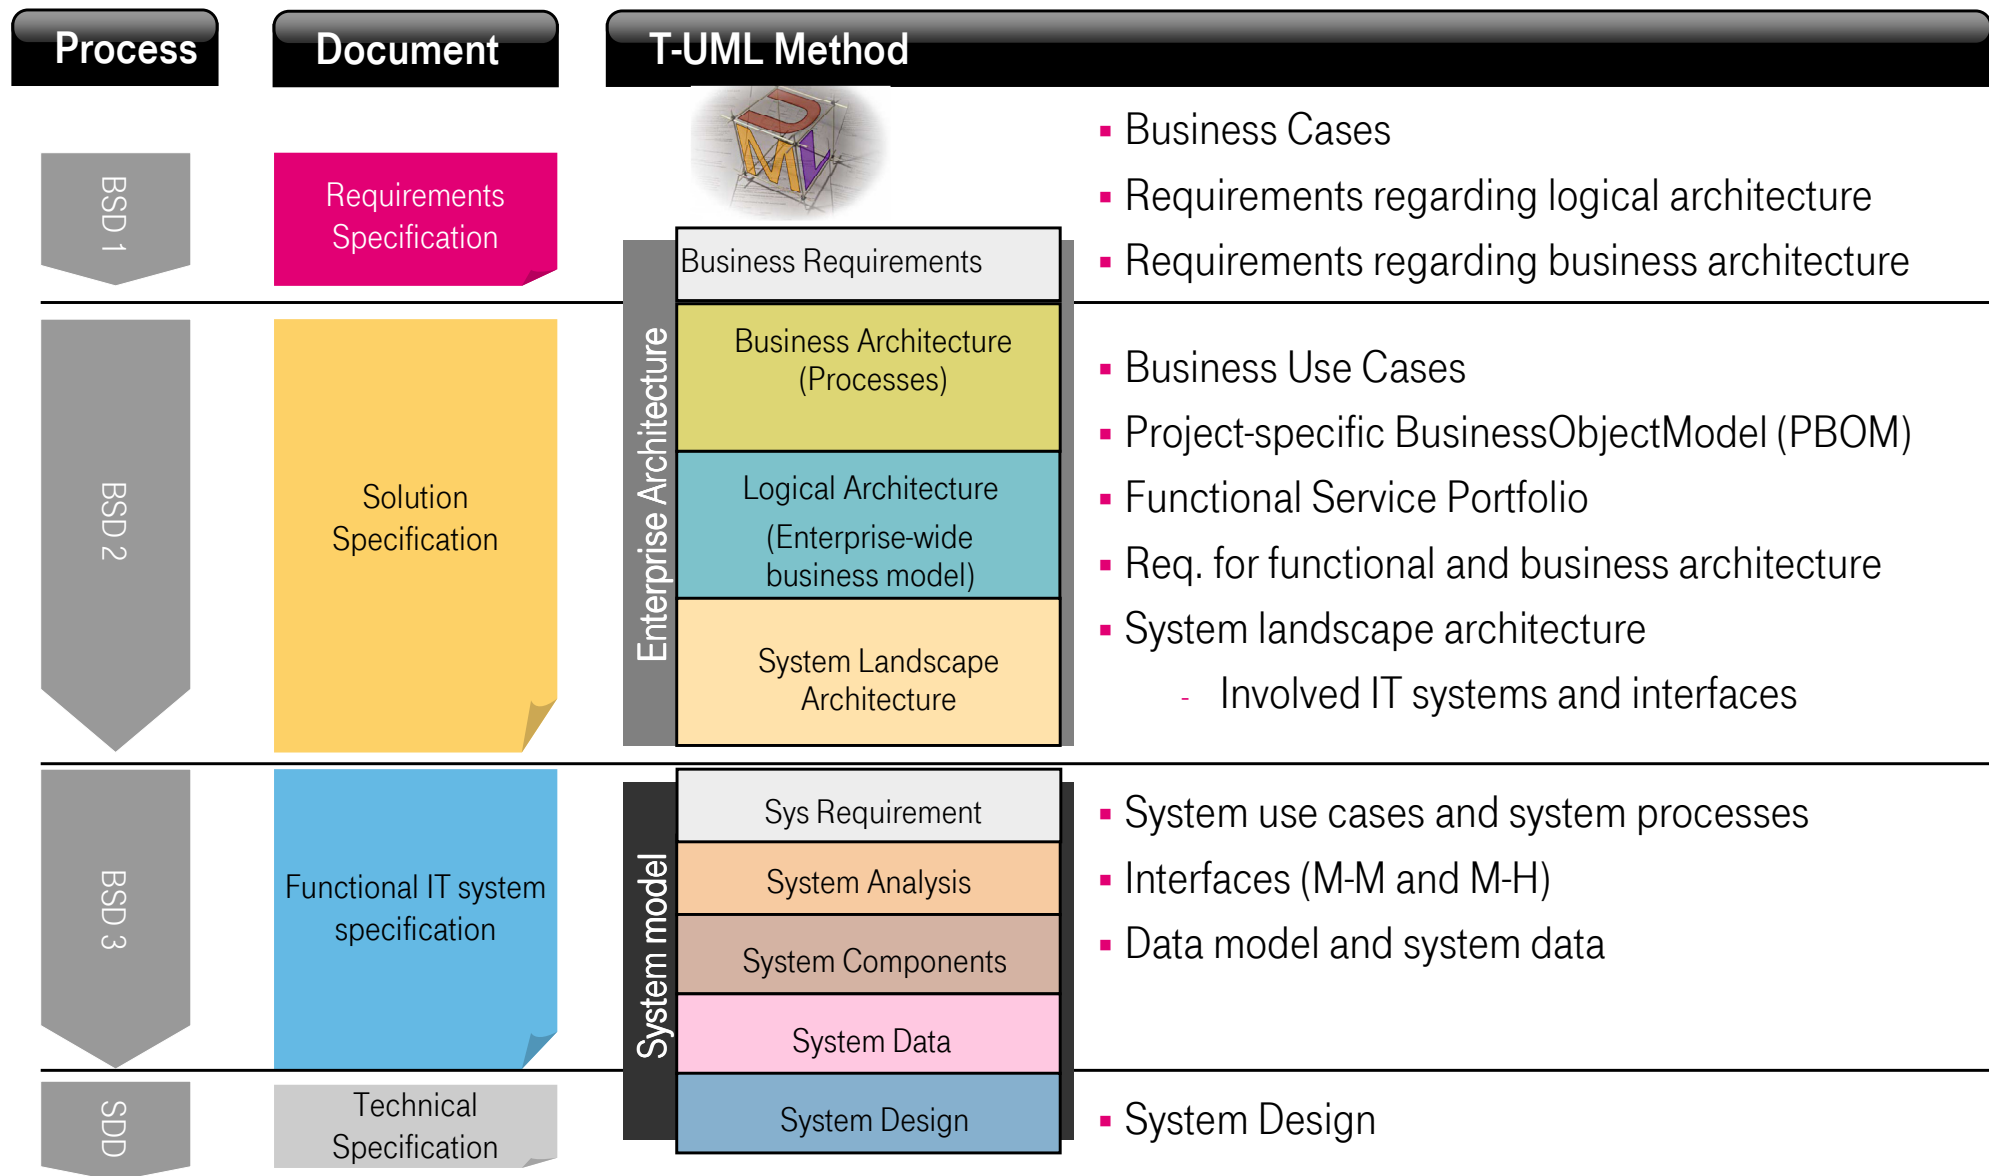 Process
Document
T-UML Method
U
M L
BSD 1
Requirements
Specification
Business Requirements
▪ Business Cases
▪ Requirements regarding logical architecture
▪ Requirements regarding business architecture
Enterprise Architecture
BSD 2
Solution
Specification
Business Architecture
(Processes)
Logical Architecture
(Enterprise-wide
business model)
System Landscape
Architecture
▪ Business Use Cases
▪ Project-specific BusinessObjectModel (PBOM)
▪ Functional Service Portfolio
▪ Req. for functional and business architecture
▪ System landscape architecture
- Involved IT systems and interfaces
BSD 3
Functional IT system
specification
System model
Sys Requirement
System Analysis
System Components
System Data
▪ System use cases and system processes
▪ Interfaces (M-M and M-H)
▪ Data model and system data
SDD
Technical
Specification
System Design
▪ System Design